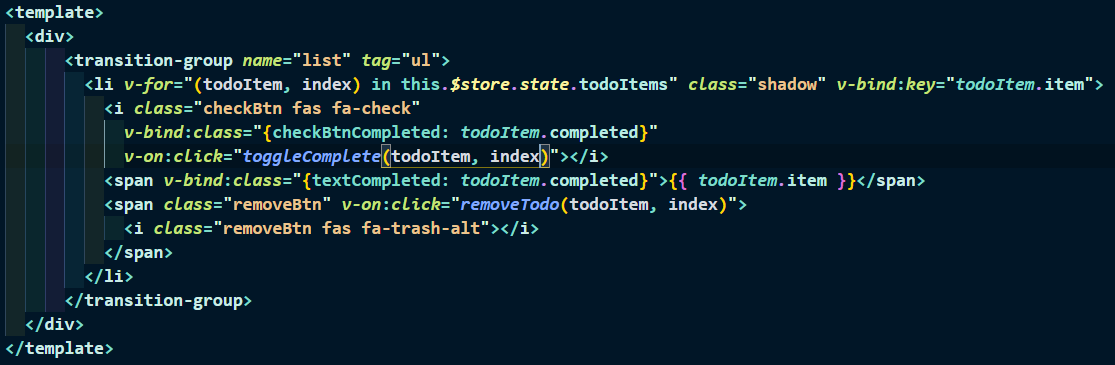 <template>
<div>
<transition-group name="list" tag="ul">
<li v-for="(todoItem, index) in this.$store.state.todoItems" class="shadow" v-bind:key="todoItem.item">
<i class="checkBtn fas fa-check"
v-bind:class="{checkBtnCompleted: todoItem.completed}"
v-on:click="toggleComplete(todoItem, index)"></i>
<span v-bind:class="{textCompleted: todoItem.completed}">{{ todoItem.item }}</span>
<span class="removeBtn" v-on:click="removeTodo(todoItem, index)">
<i class="removeBtn fas fa-trash-alt"></i>
</span>
</li>
</transition-group>
</div>
</template>